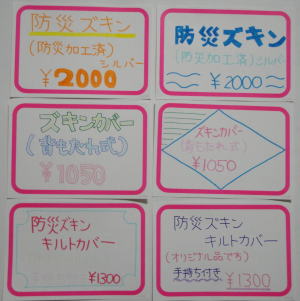 防災ズキン
(防災加工済)
シルバー
¥2000
防災ズキン
(防災加工済)シルバー
¥2000
ズキンカバー
(背もたれ式)
¥1050
ズキンカバー
(背もたれ式)
¥1050
防災ズキン
キルトカバー
¥1300
防災ズキン
キルトカバー
(オリジナル品です)
手持ち付き
¥1300